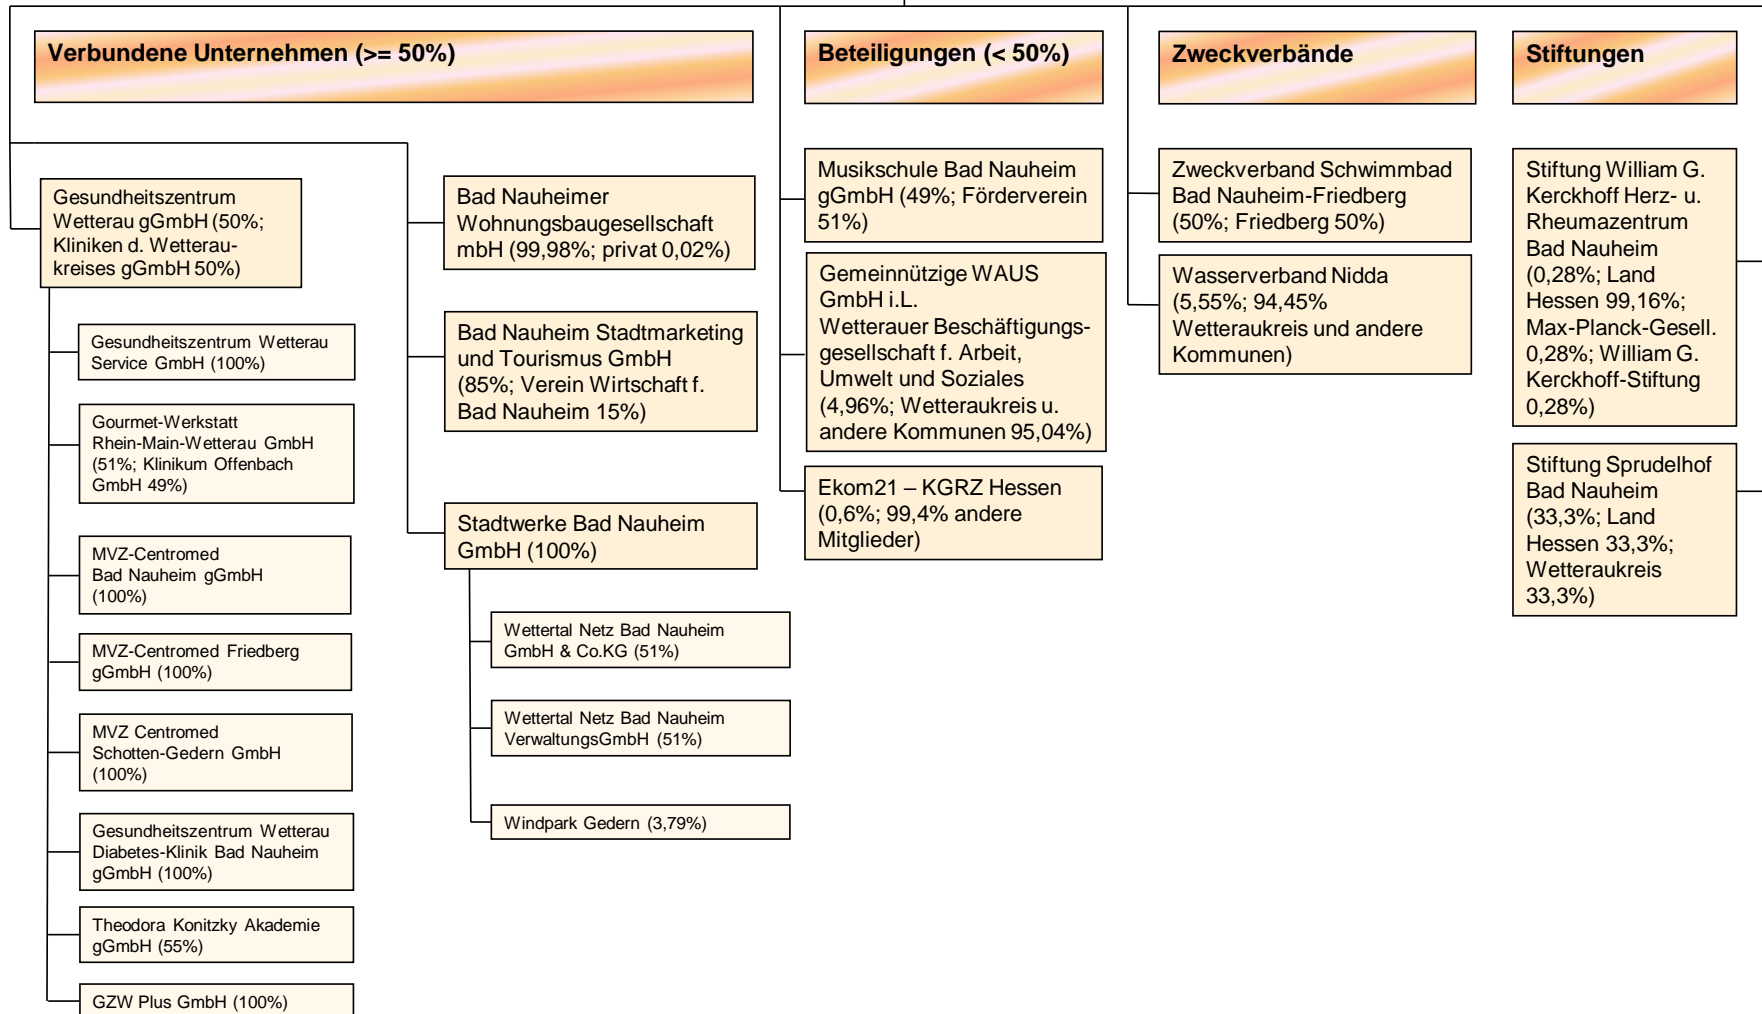 Verbundene Unternehmen (>= 50%)
Gesundheitszentrum
Wetterau gGmbH (50%;
Kliniken d. Wetterau-
kreises gGmbH 50%)
Gesundheitszentrum Wetterau
Service GmbH (100%)
Gourmet-Werkstatt
Rhein-Main-Wetterau GmbH
(51%; Klinikum Offenbach
GmbH 49%)
MVZ-Centromed
Bad Nauheim gGmbH
(100%)
MVZ-Centromed Friedberg
gGmbH (100%)
MVZ Centromed
Schotten-Gedern GmbH
(100%)
Gesundheitszentrum Wetterau
Diabetes-Klinik Bad Nauheim
gGmbH (100%)
Theodora Konitzky Akademie
gGmbH (55%)
GZW Plus GmbH (100%)
Bad Nauheimer
Wohnungsbaugesellschaft
mbH (99,98%; privat 0,02%)
Bad Nauheim Stadtmarketing
und Tourismus GmbH
(85%; Verein Wirtschaft f.
Bad Nauheim 15%)
Stadtwerke Bad Nauheim
GmbH (100%)
Wettertal Netz Bad Nauheim
GmbH & Co.KG (51%)
Wettertal Netz Bad Nauheim
VerwaltungsGmbH (51%)
Windpark Gedern (3,79%)
Beteiligungen (< 50%)
Musikschule Bad Nauheim
gGmbH (49%; Förderverein
51%)
Gemeinnützige WAUS
GmbH i.L.
Wetterauer Beschäftigungs-
gesellschaft f. Arbeit,
Umwelt und Soziales
(4,96%; Wetteraukreis u.
andere Kommunen 95,04%)
Ekom21 – KGRZ Hessen
(0,6%; 99,4% andere
Mitglieder)
Zweckverbände
Zweckverband Schwimmbad
Bad Nauheim-Friedberg
(50%; Friedberg 50%)
Wasserverband Nidda
(5,55%; 94,45%
Wetteraukreis und andere
Kommunen)
Stiftungen
Stiftung William G.
Kerckhoff Herz- u.
Rheumazentrum
Bad Nauheim
(0,28%; Land
Hessen 99,16%;
Max-Planck-Gesell.
0,28%; William G.
Kerckhoff-Stiftung
0,28%)
Stiftung Sprudelhof
Bad Nauheim
(33,3%; Land
Hessen 33,3%;
Wetteraukreis
33,3%)